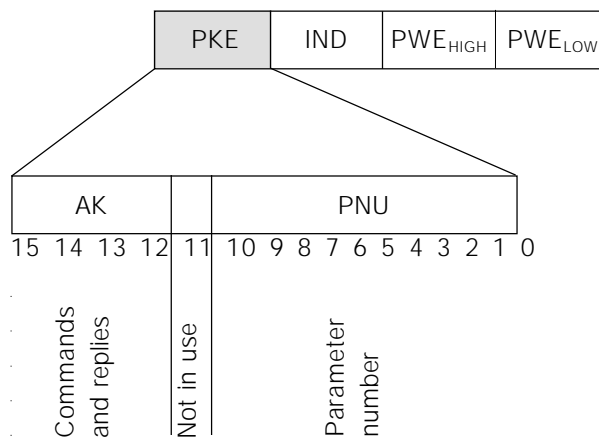 PKE IND PWEHIGH PWELOW
AK PNU
15 14 13 12 11 10 9 8 7 6 5 4 3 2 1 0
Commands
and replies
Not in use
Parameter
number